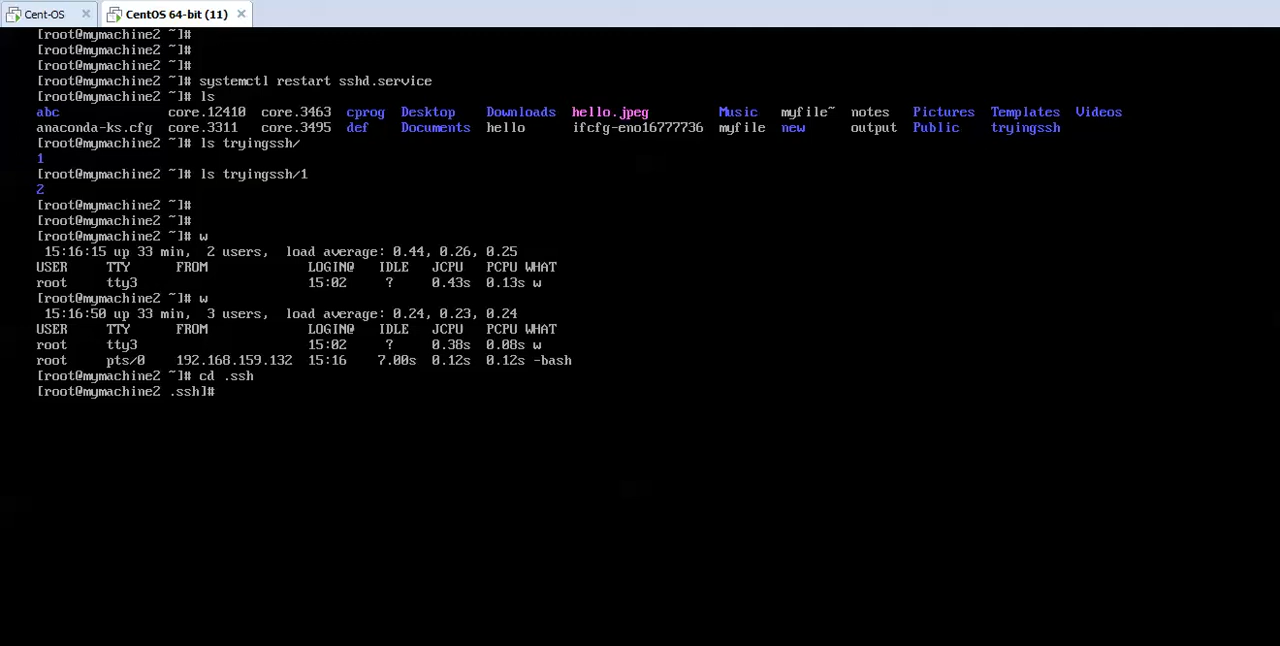 Cent-OS × CentOS 64-bit (11) ×
[root@mymachine2 ~]#
[root@mymachine2 ~]#
[root@mymachine2 ~]#
[root@mymachine2 ~]# systemctl restart sshd.service
[root@mymachine2 ~]# ls
abc core.12410 core.3463 cprog Desktop Downloads hello.jpeg Music myfile~ notes Pictures Templates Videos
anaconda-ks.cfg core.3311 core.3495 def Documents hello ifcfg-eno16777736 myfile new output Public tryingssh
[root@mymachine2 ~]# ls tryingssh/
1
[root@mymachine2 ~]# ls tryingssh/1
2
[root@mymachine2 ~]#
[root@mymachine2 ~]#
[root@mymachine2 ~]# w
15:16:15 up 33 min, 2 users, load average: 0.44, 0.26, 0.25
USER TTY FROM LOGIN@ IDLE JCPU PCPU WHAT
root tty3 15:02 ? 0.43s 0.13s w
[root@mymachine2 ~]# w
15:16:50 up 33 min, 3 users, load average: 0.24, 0.23, 0.24
USER TTY FROM LOGIN@ IDLE JCPU PCPU WHAT
root tty3 15:02 ? 0.38s 0.08s w
root pts/0 192.168.159.132 15:16 7.00s 0.12s 0.12s -bash
[root@mymachine2 ~]# cd .ssh
[root@mymachine2 .ssh]#